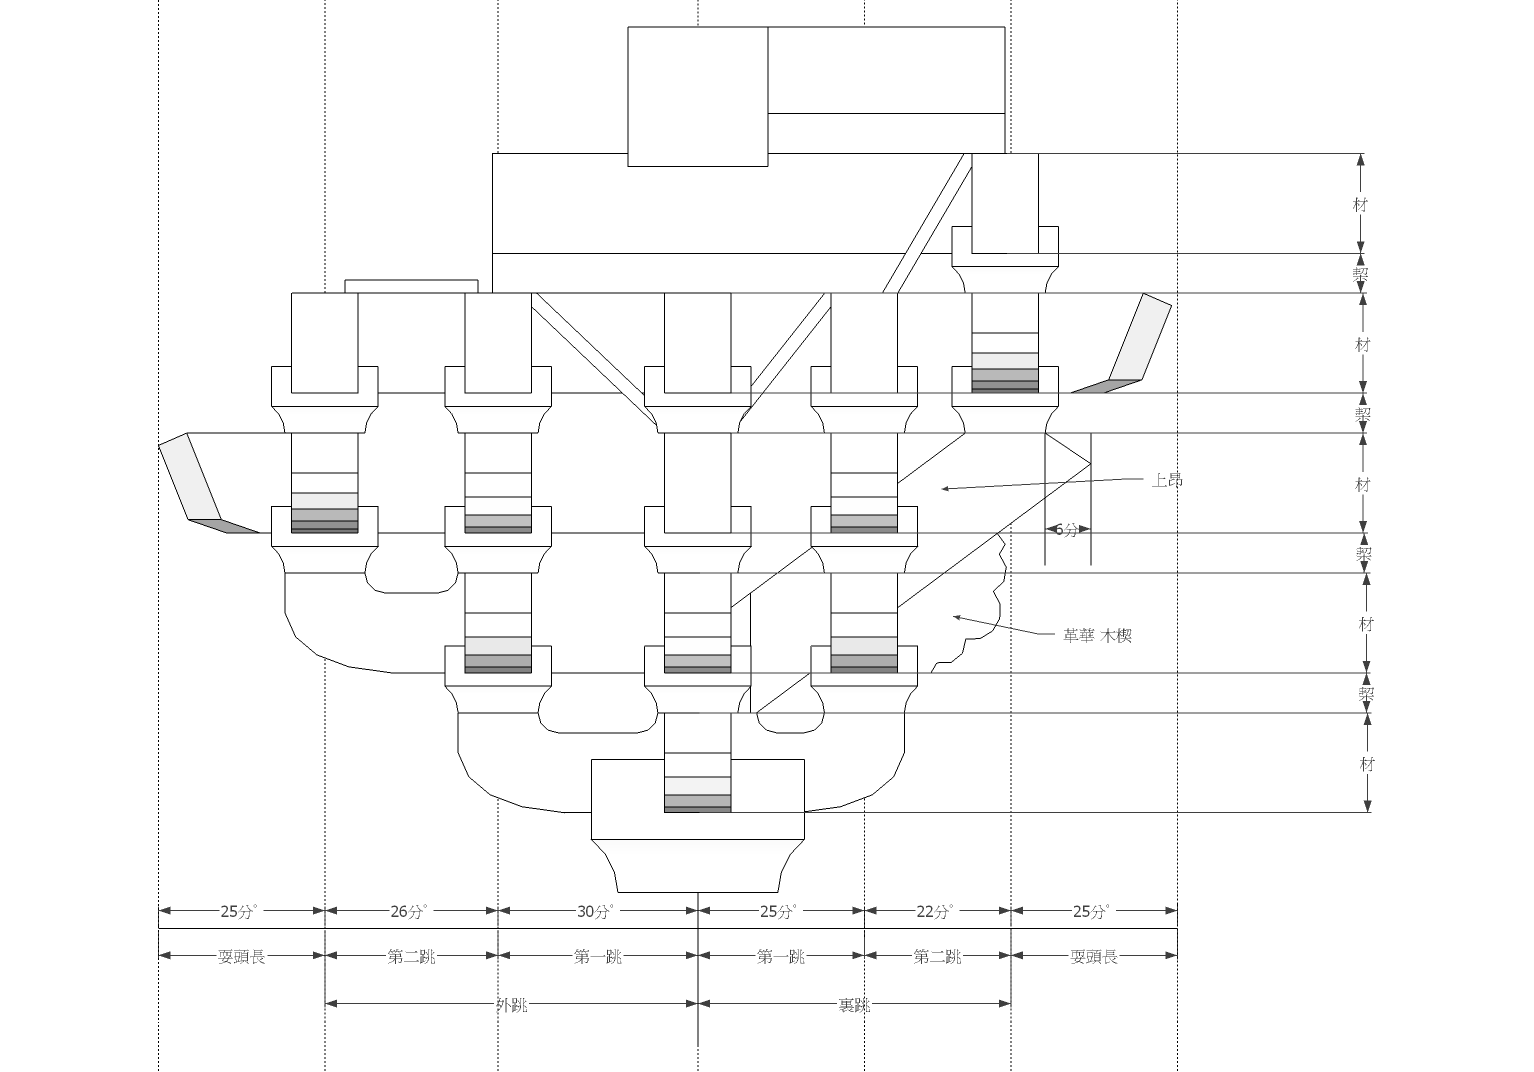 材
栔
材
栔
材
上昂
6分
栔
材
革華 木楔
栔
材
25分°
26分°
30分°
25分°
22分°
25分°
耍頭長
第二跳
第一跳
第一跳
第二跳
耍頭長
外跳
裏跳